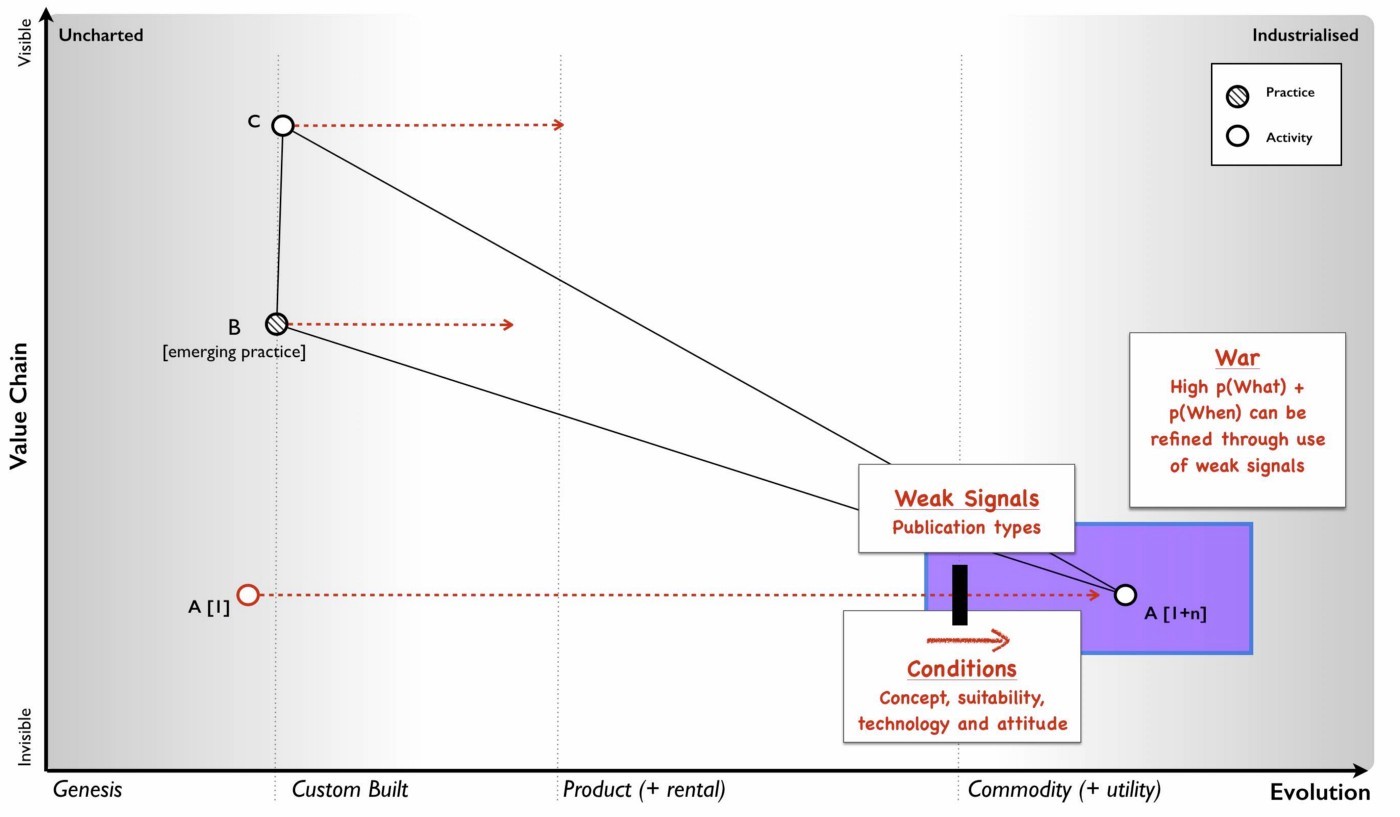 Visible
Uncharted
Industrialised
Practice
Activity
C
B
[emerging practice]
War
High p(What) +
p(When) can be
refined through use
of weak signals
Value Chain
Weak Signals
Publication types
A [1]
A [1+n]
Conditions
Concept, suitability,
technology and attitude
Invisible
Genesis
Custom Built
Product (+ rental)
Commodity (+ utility)
Evolution